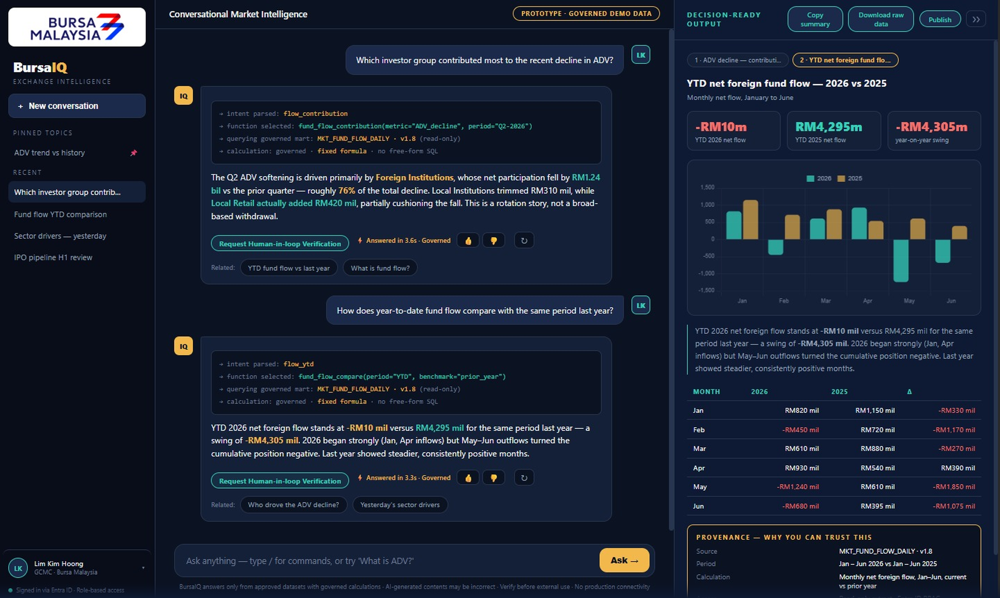 BURSA
MALAYSIA
BursaIQ
EXCHANGE INTELLIGENCE
+ New conversation
PINNED TOPICS
ADV trend vs history
RECENT
Which investor group contrib...
Fund flow YTD comparison
Sector drivers — yesterday
IPO pipeline H1 review
LK
Lim Kim Hoong
GCMC · Bursa Malaysia
Signed in via Entra ID · Role-based access
Conversational Market Intelligence
PROTOTYPE · GOVERNED DEMO DATA
Which investor group contributed most to the recent decline in ADV?
LK
IQ
→ intent parsed: flow_contribution
→ function selected: fund_flow_contribution(metric="ADV_decline", period="Q2-2026")
→ querying governed mart: MKT_FUND_FLOW_DAILY · v1.8 (read-only)
→ calculation: governed · fixed formula · no free-form SQL
The Q2 ADV softening is driven primarily by Foreign Institutions, whose net participation fell by RM1.24
bil vs the prior quarter — roughly 76% of the total decline. Local Institutions trimmed RM310 mil, while
Local Retail actually added RM420 mil, partially cushioning the fall. This is a rotation story, not a broad-
based withdrawal.
Request Human-in-loop Verification
Answered in 3.6s · Governed
Related:
YTD fund flow vs last year
What is fund flow?
How does year-to-date fund flow compare with the same period last year?
LK
IQ
→ intent parsed: flow_ytd
→ function selected: fund_flow_compare(period="YTD", benchmark="prior_year")
→ querying governed mart: MKT_FUND_FLOW_DAILY · v1.8 (read-only)
→ calculation: governed · fixed formula · no free-form SQL
YTD 2026 net foreign flow stands at -RM10 mil versus RM4,295 mil for the same period last year — a
swing of -RM4,305 mil. 2026 began strongly (Jan, Apr inflows) but May–Jun outflows turned the
cumulative position negative. Last year showed steadier, consistently positive months.
Request Human-in-loop Verification
Answered in 3.3s · Governed
Related:
Who drove the ADV decline?
Yesterday's sector drivers
Ask anything — type / for commands, or try 'What is ADV?'
Ask →
BursaIQ answers only from approved datasets with governed calculations · AI-generated contents may be incorrect · Verify before external use · No production connectivity
DECISION-READY
OUTPUT
Copy
summary
Download raw
data
Publish
1 · ADV decline — contributi...
2 · YTD net foreign fund flo...
YTD net foreign fund flow — 2026 vs 2025
Monthly net flow, January to June
-RM10m
YTD 2026 net flow
RM4,295m
YTD 2025 net flow
-RM4,305m
year-on-year swing
2026 2025
1,500
1,000
500
0
-500
-1,000
-1,500
Jan Feb Mar Apr May Jun
YTD 2026 net foreign flow stands at -RM10 mil versus RM4,295 mil for the same
period last year — a swing of -RM4,305 mil. 2026 began strongly (Jan, Apr
inflows) but May–Jun outflows turned the cumulative position negative. Last year
showed steadier, consistently positive months.
MONTH 2026 2025 Δ
Jan RM820 mil RM1,150 mil -RM330 mil
Feb -RM450 mil RM720 mil -RM1,170 mil
Mar RM610 mil RM880 mil -RM270 mil
Apr RM930 mil RM540 mil RM390 mil
May -RM1,240 mil RM610 mil -RM1,850 mil
Jun -RM680 mil RM395 mil -RM1,075 mil
PROVENANCE — WHY YOU CAN TRUST THIS
Source MKT_FUND_FLOW_DAILY · v1.8
Period Jan – Jun 2026 vs Jan – Jun 2025
Calculation Monthly net foreign flow, Jan–Jun, current
vs prior year